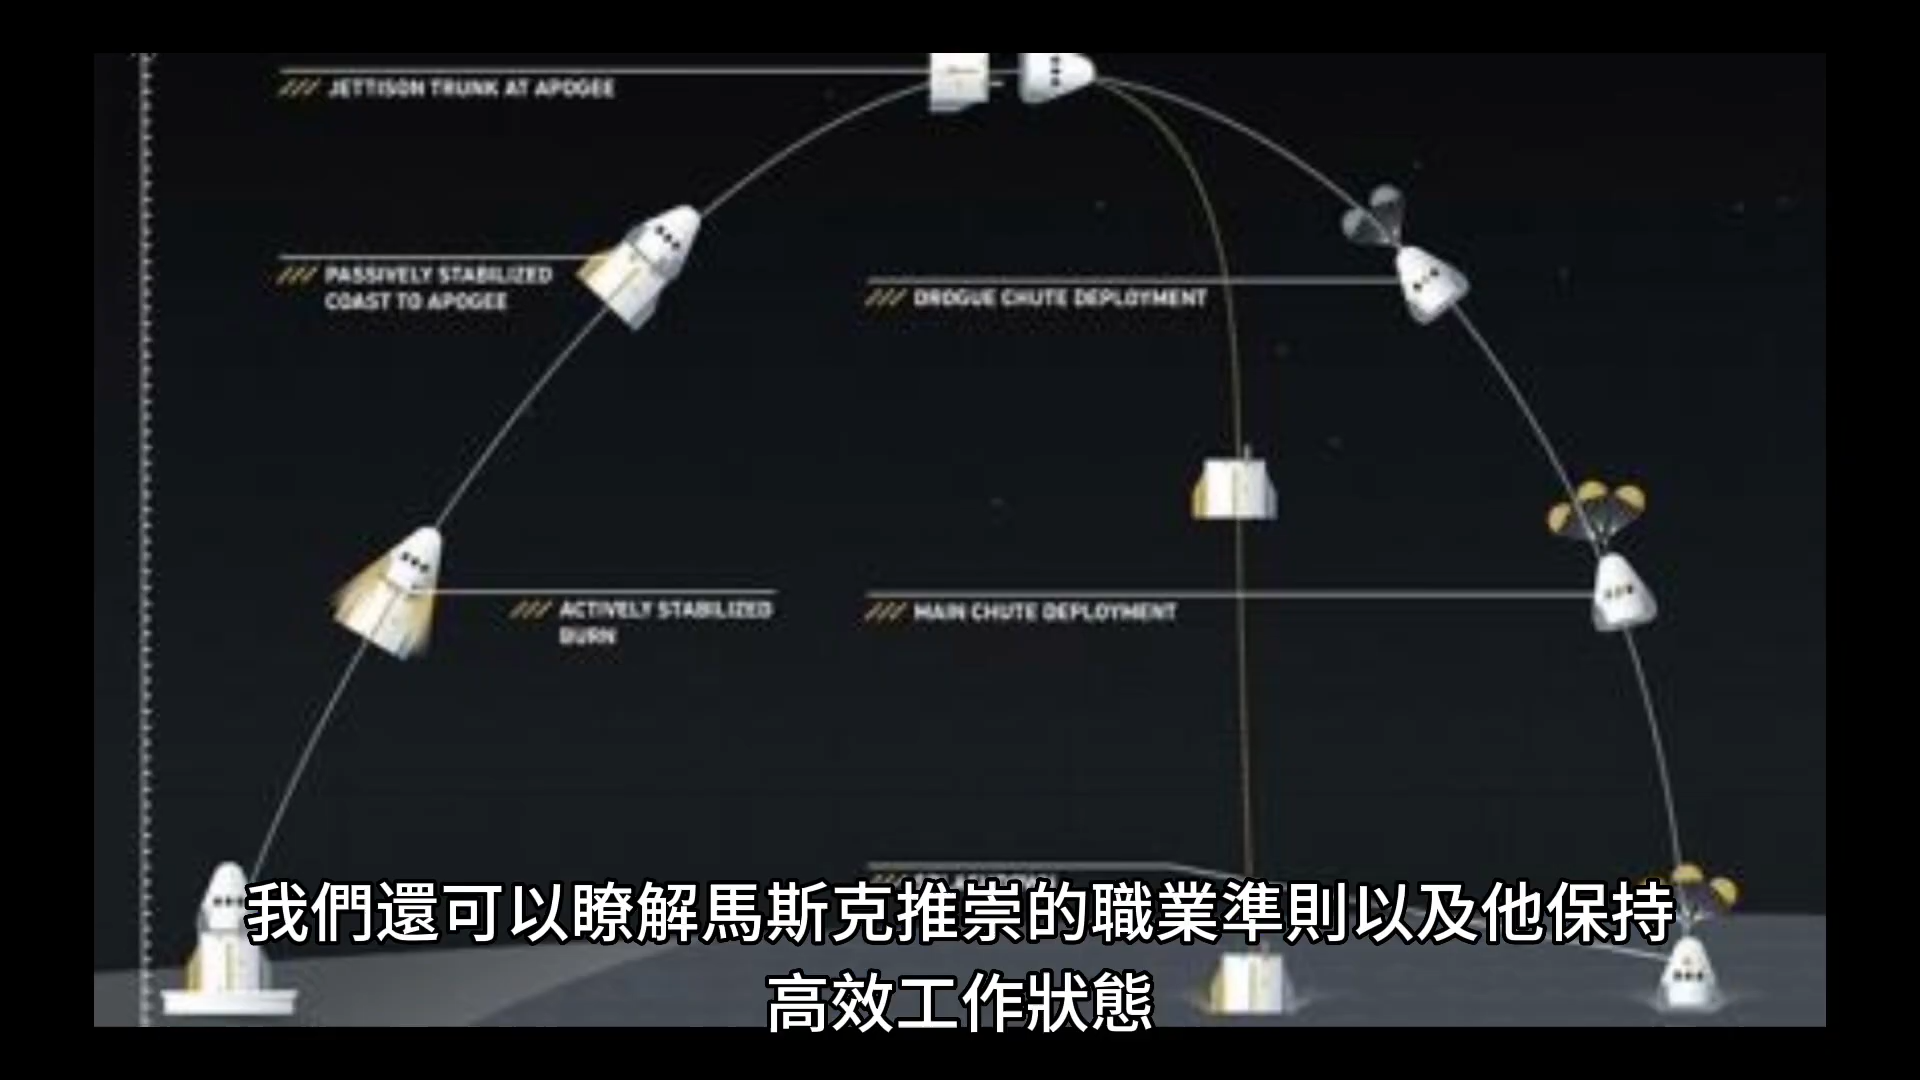 JETTISON TRUNK AT APOGEE
PASSIVELY STABILIZED
COAST TO APOGEE
DROGUE CHUTE DEPLOYMENT
ACTIVELY STABILIZED
BURN
MAIN CHUTE DEPLOYMENT
我們還可以瞭解馬斯克推崇的職業準則以及他保持
高效工作狀態